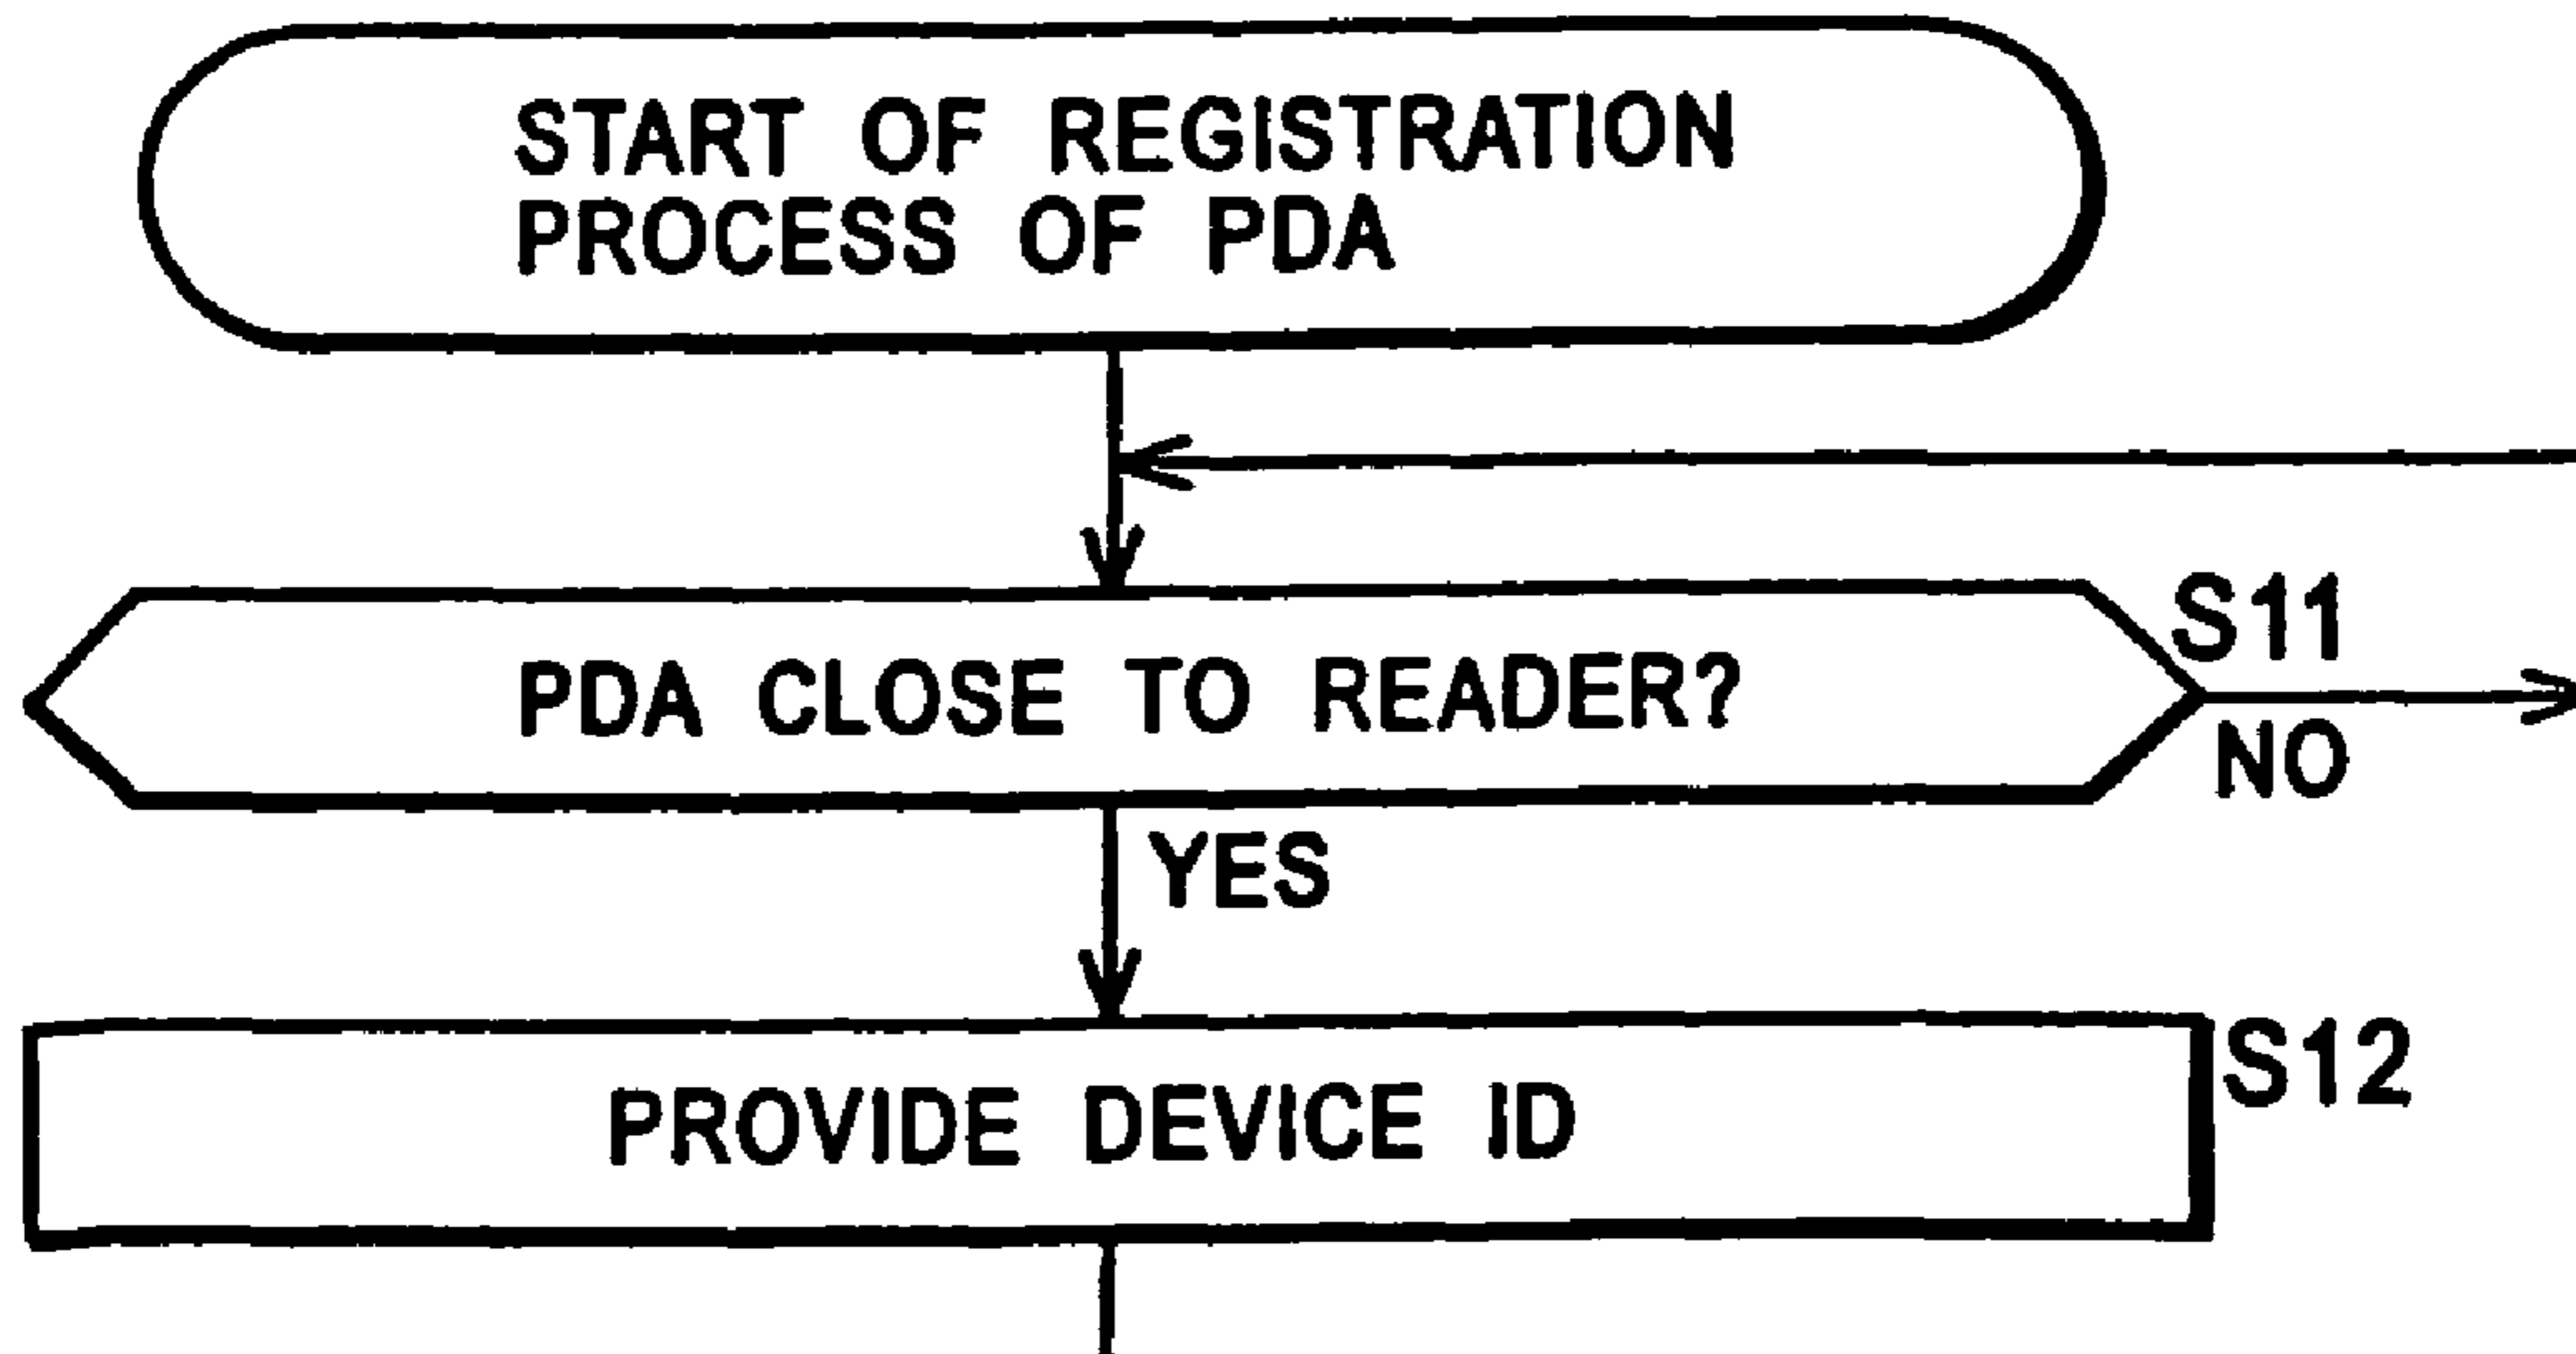 START OF REGISTRATION
PROCESS OF PDA
S11
PDA CLOSE TO READER?
NO
YES
S12
PROVIDE DEVICE ID